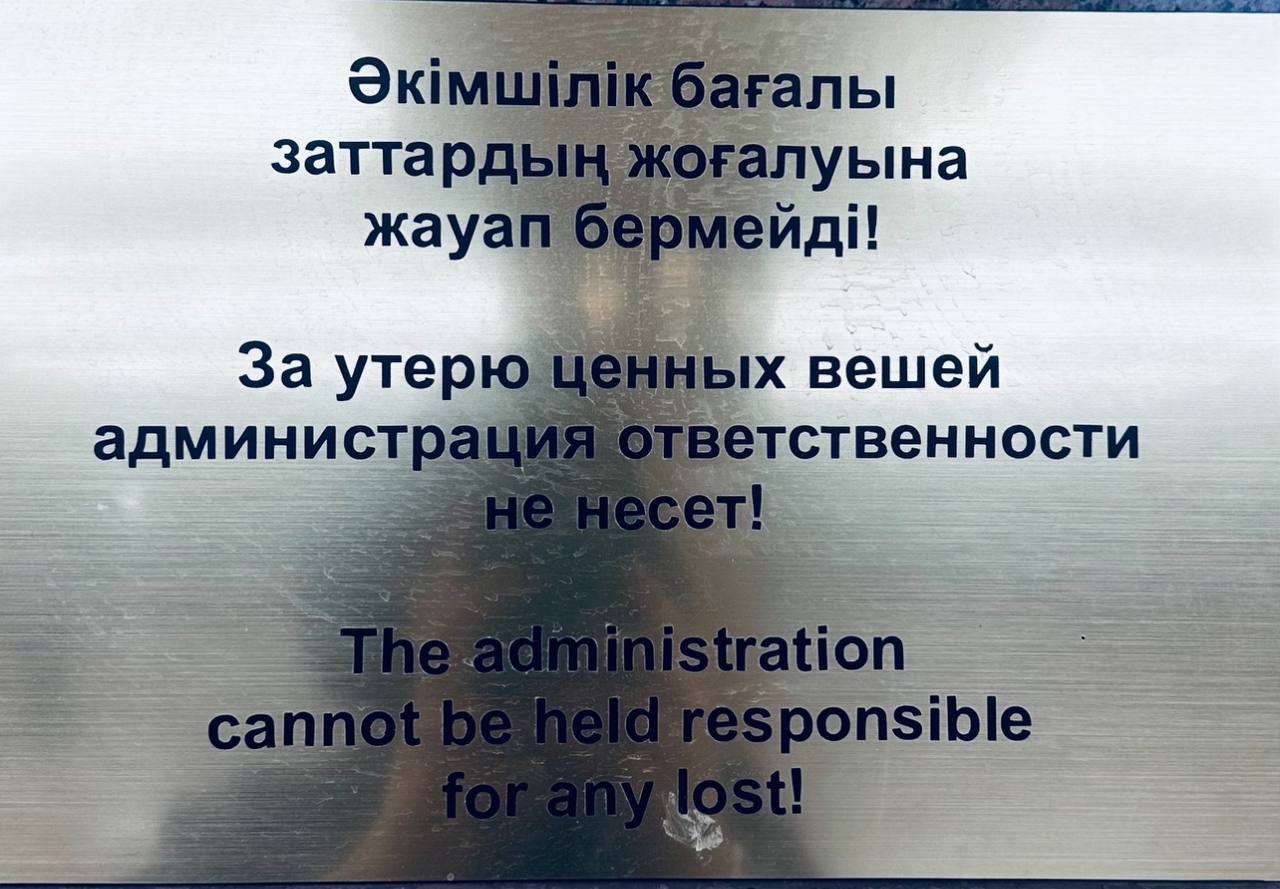 Әкімшілік бағалы
заттардың жоғалуына
жауап бермейді!
За утерю ценных вешей
администрация ответственности
не несет!
The administration
cannot be held responsible
for any lost!